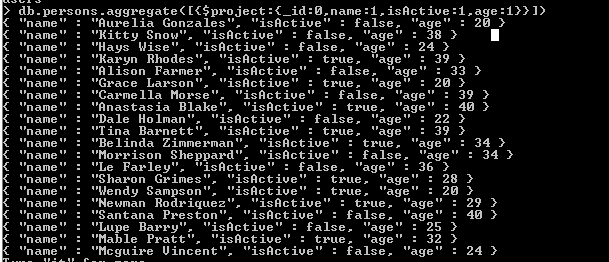 > db.persons.aggregate([{$project:{_id:0,name:1,isActive:1,age:1}}])
{ "name" : "Aurelia Gonzales", "isActive" : false, "age" : 20 }
{ "name" : "Kitty Snow", "isActive" : false, "age" : 38 }
{ "name" : "Hays Wise", "isActive" : false, "age" : 24 }
{ "name" : "Karyn Rhodes", "isActive" : true, "age" : 39 }
{ "name" : "Alison Farmer", "isActive" : false, "age" : 33 }
{ "name" : "Grace Larson", "isActive" : true, "age" : 20 }
{ "name" : "Carmella Morse", "isActive" : false, "age" : 39 }
{ "name" : "Anastasia Blake", "isActive" : true, "age" : 40 }
{ "name" : "Dale Holman", "isActive" : false, "age" : 22 }
{ "name" : "Tina Barnett", "isActive" : true, "age" : 39 }
{ "name" : "Belinda Zimmerman", "isActive" : true, "age" : 34 }
{ "name" : "Morrison Sheppard", "isActive" : false, "age" : 34 }
{ "name" : "Le Farley", "isActive" : false, "age" : 36 }
{ "name" : "Sharon Grimes", "isActive" : true, "age" : 28 }
{ "name" : "Wendy Sampson", "isActive" : true, "age" : 20 }
{ "name" : "Newman Rodriquez", "isActive" : true, "age" : 29 }
{ "name" : "Santana Preston", "isActive" : false, "age" : 40 }
{ "name" : "Lupe Barry", "isActive" : false, "age" : 25 }
{ "name" : "Mable Pratt", "isActive" : true, "age" : 32 }
{ "name" : "Mcguire Vincent", "isActive" : false, "age" : 24 }